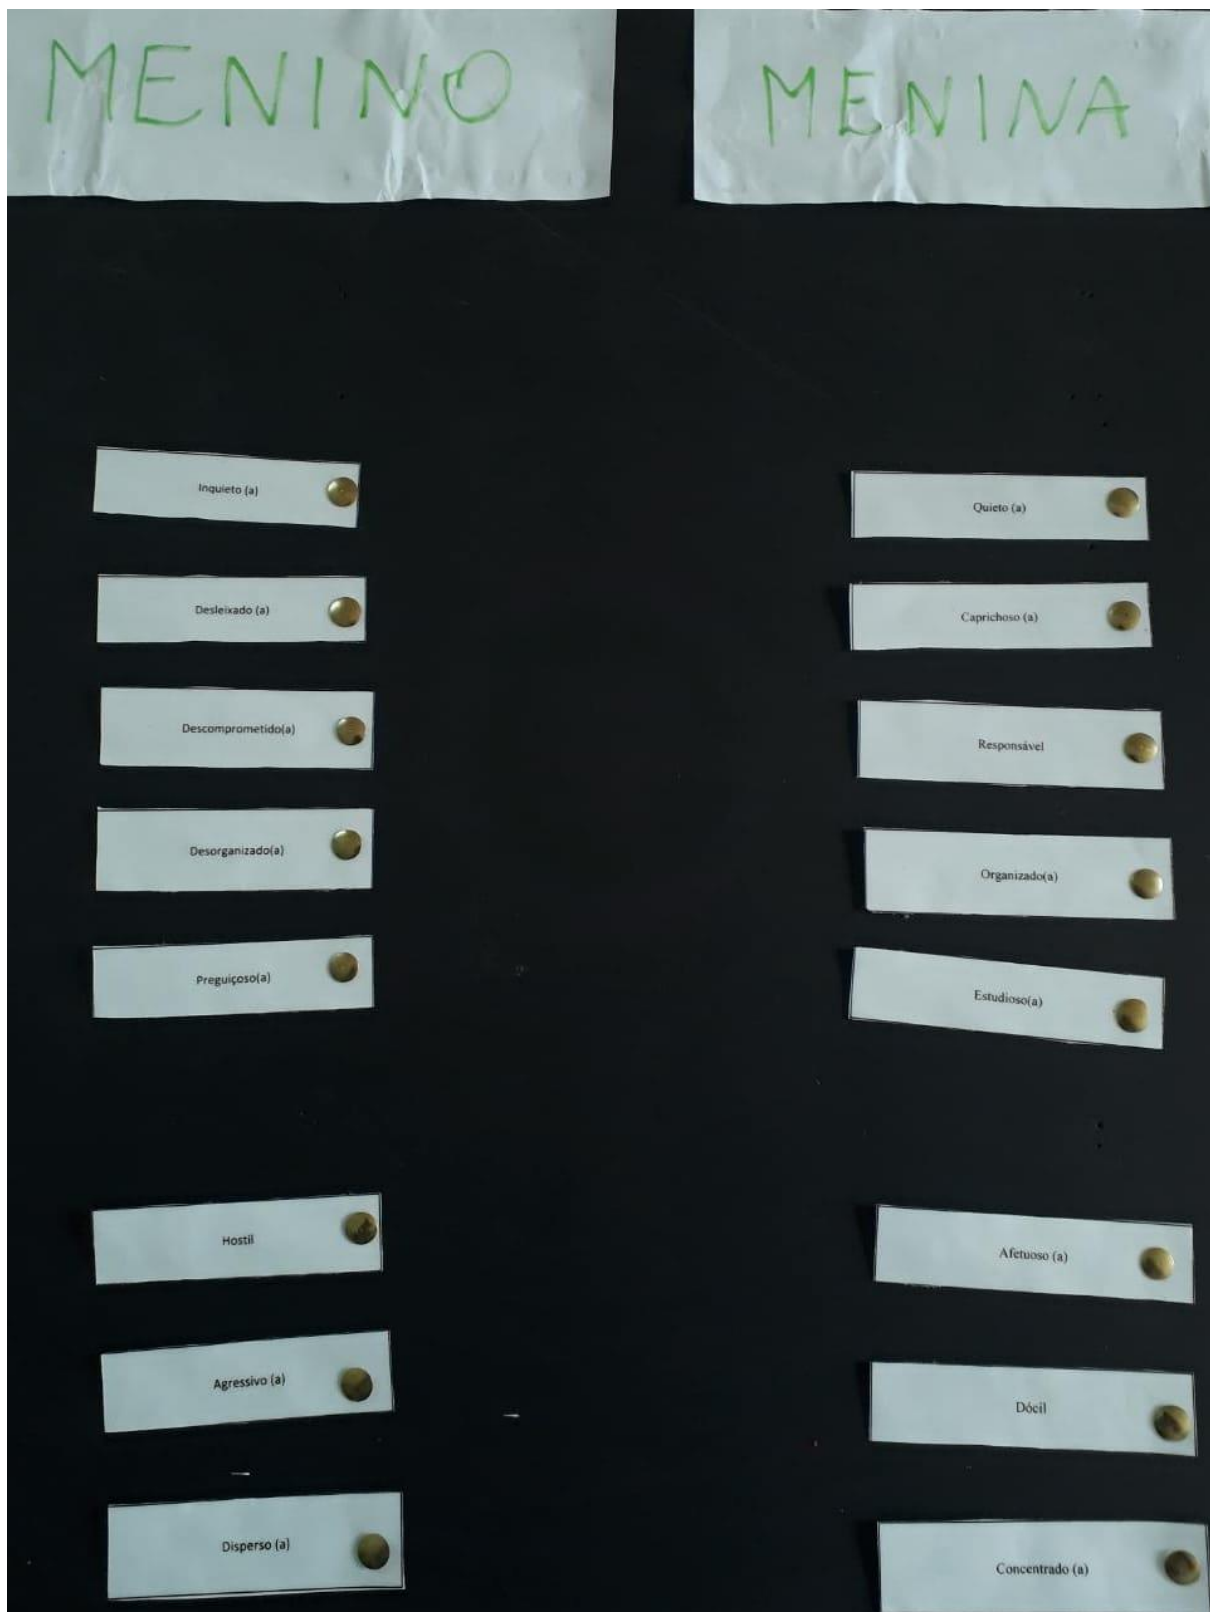 MENINO
MENINA
Inquieto (a)
Desleixado (a)
Descomprometido(a)
Desorganizado(a)
Preguiçoso(a)
Hostil
Agressivo (a)
Disperso (a)
Quieto (a)
Caprichoso (a)
Responsável
Organizado(a)
Estudioso(a)
Afetuoso (a)
Dócil
Concentrado (a)